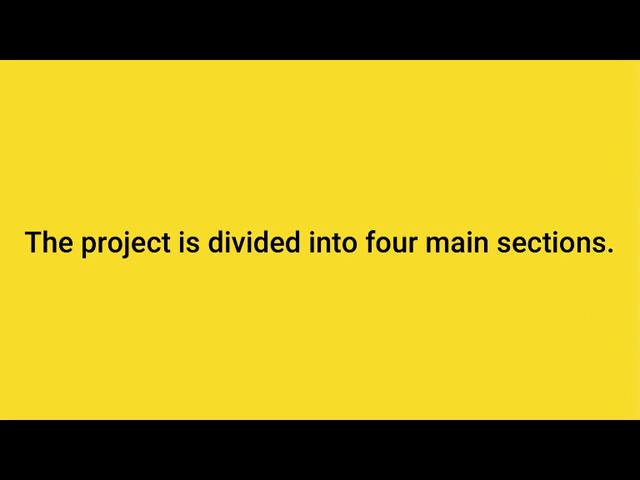 The project is divided into four main sections.